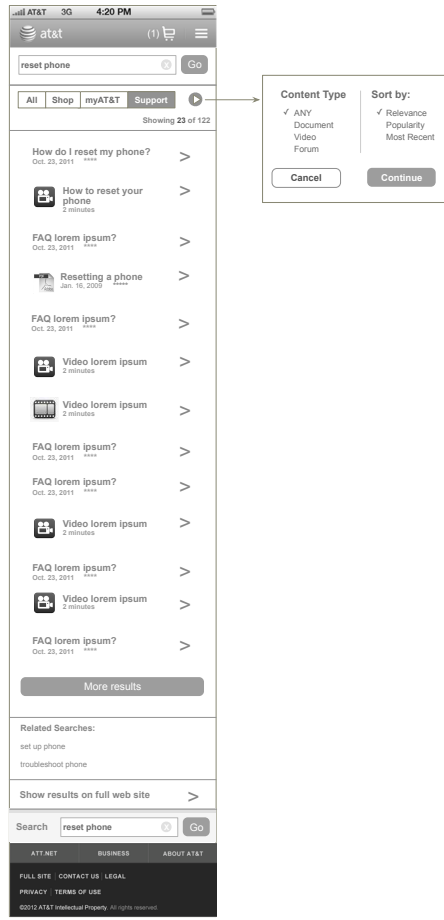 AT&T 3G 4:20 PM
at&t (1)
reset phone Go
All Shop myAT&T Support
Showing 23 of 122
How do I reset my phone? >
Oct. 23, 2011 ****
How to reset your >
phone
2 minutes
FAQ lorem ipsum? >
Oct. 23, 2011 ****
Resetting a phone >
Jan. 16, 2009 *****
FAQ lorem ipsum? >
Oct. 23, 2011 ****
Video lorem ipsum >
2 minutes
Video lorem ipsum >
2 minutes
FAQ lorem ipsum? >
Oct. 23, 2011 ****
FAQ lorem ipsum? >
Oct. 23, 2011 ****
Video lorem ipsum >
2 minutes
FAQ lorem ipsum? >
Oct. 23, 2011 ****
Video lorem ipsum >
2 minutes
FAQ lorem ipsum? >
Oct. 23, 2011 ****
More results
Related Searches:
set up phone
troubleshoot phone
Show results on full web site >
Search reset phone Go
ATT.NET BUSINESS ABOUT AT&T
FULL SITE | CONTACT US | LEGAL
PRIVACY | TERMS OF USE
©2012 AT&T Intellectual Property. All rights reserved.
Content Type Sort by:
✓ ANY ✓ Relevance
Document Popularity
Video Most Recent
Forum
Cancel Continue